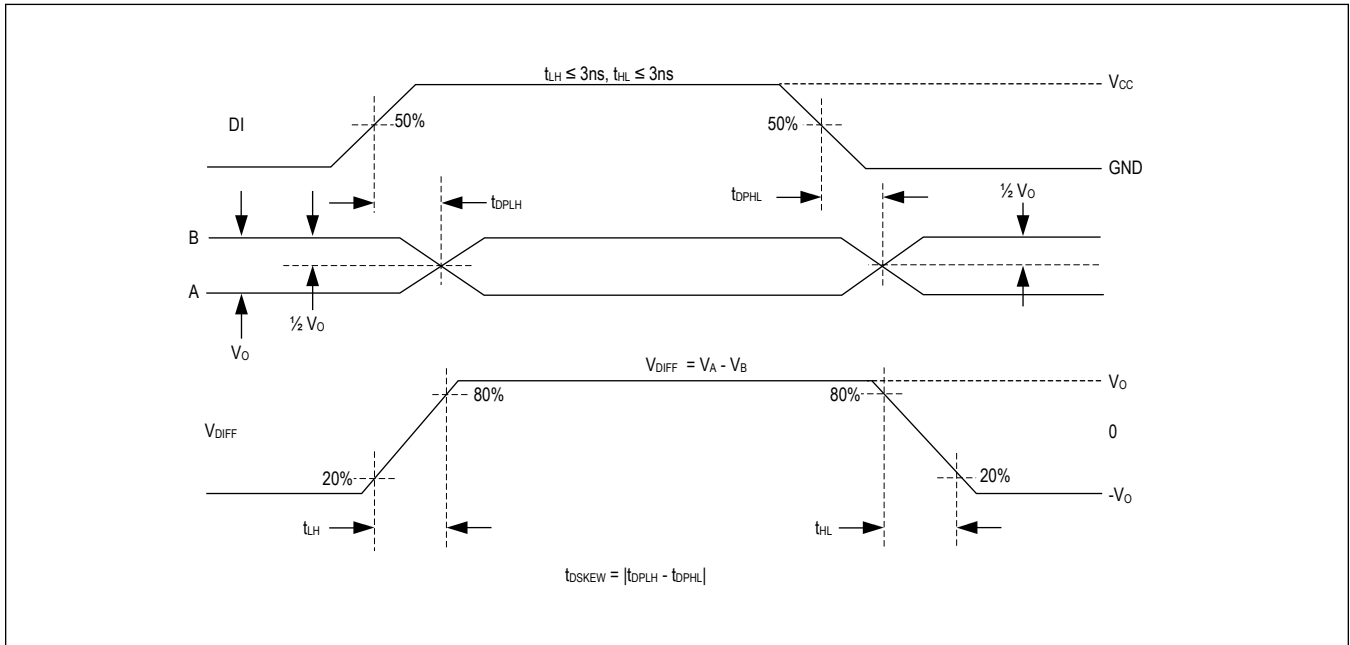 tLH ≤ 3ns, tHL ≤ 3ns
VCC
DI
50%
50%
GND
tDPLH
tDPHL
½ VO
B
A
½ VO
VO
VDIFF = VA - VB
VO
80%
80%
VDIFF
0
20%
20%
-VO
tLH
tHL
tDSKEW = |tDPLH - tDPHL|